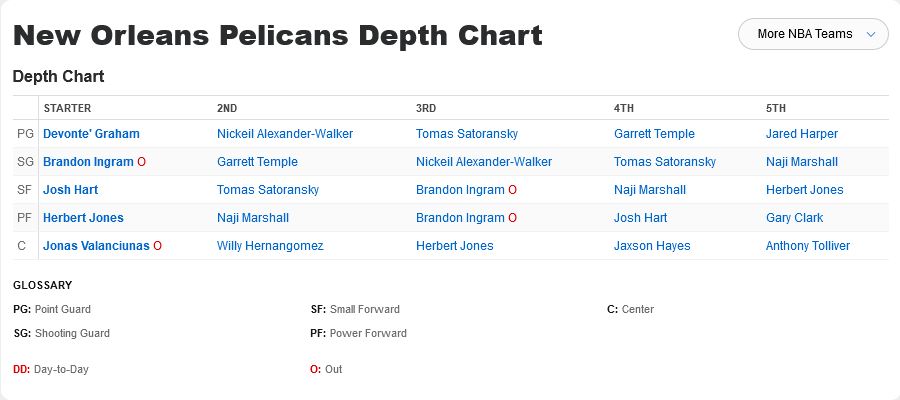 New Orleans Pelicans Depth Chart
More NBA Teams
Depth Chart
STARTER 2ND 3RD 4TH 5TH
PG Devonte' Graham Nickeil Alexander-Walker Tomas Satoransky Garrett Temple Jared Harper
SG Brandon Ingram O Garrett Temple Nickeil Alexander-Walker Tomas Satoransky Naji Marshall
SF Josh Hart Tomas Satoransky Brandon Ingram O Naji Marshall Herbert Jones
PF Herbert Jones Naji Marshall Brandon Ingram O Josh Hart Gary Clark
C Jonas Valanciunas O Willy Hernangomez Herbert Jones Jaxson Hayes Anthony Tolliver
GLOSSARY
PG: Point Guard SF: Small Forward C: Center
SG: Shooting Guard PF: Power Forward
DD: Day-to-Day O: Out